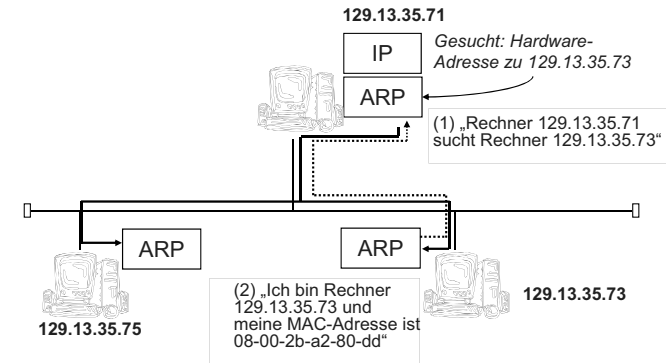 129.13.35.71
IP
Gesucht: Hardware-
Adresse zu 129.13.35.73
ARP
(1) „Rechner 129.13.35.71
sucht Rechner 129.13.35.73“
ARP
ARP
129.13.35.75
(2) „Ich bin Rechner
129.13.35.73 und
meine MAC-Adresse ist
08-00-2b-a2-80-dd“
129.13.35.73